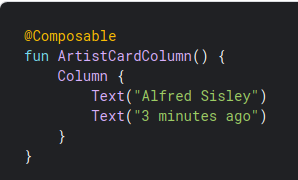 @Composable
fun ArtistCardColumn() {
    Column {
        Text("Alfred Sisley")
        Text("3 minutes ago")
    }
}